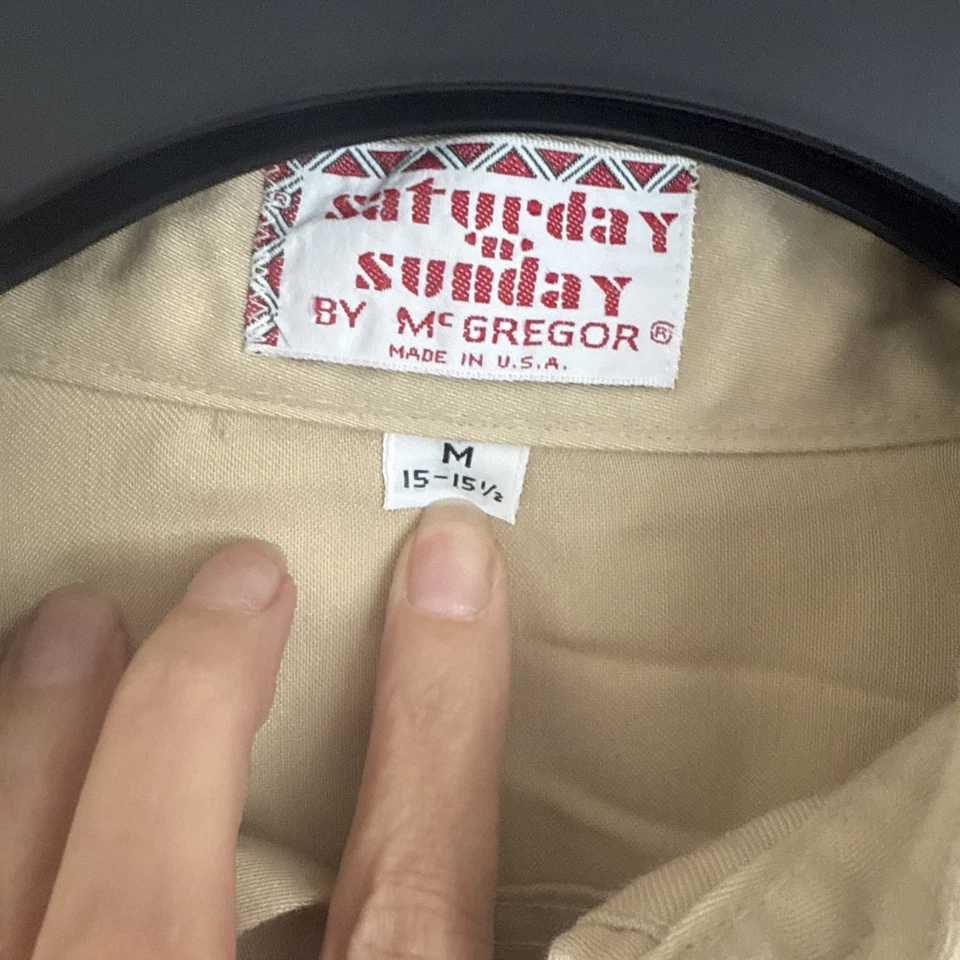 saturday
'n'
sunday
BY McGREGOR®
MADE IN U.S.A.
M
15-15½